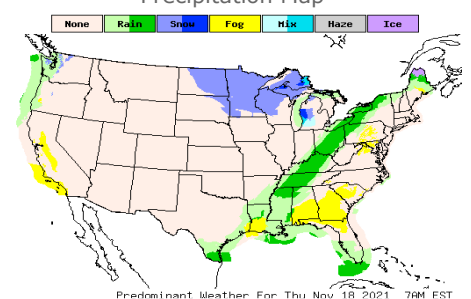 Precipitation Map
None Rain Snow Fog Mix Haze Ice
Predominant Weather For Thu Nov 18 2021 7AM EST